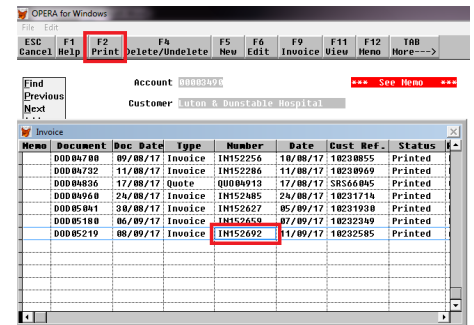 OPERA for Windows
File Edit
ESC F1 F2 F4 F5 F6 F9 F11 F12 TAB
Cancel Help Print Delete/Undelete New Edit Invoice View Memo More--->
Find Account 00003490 *** See Memo ***
Previous
Next Customer Luton & Dunstable Hospital
Invoice
Memo Document Doc Date Type Number Date Cust Ref. Status
DOD04700 09/08/17 Invoice IN152256 10/08/17 10230855 Printed
DOD04732 11/08/17 Invoice IN152286 11/08/17 10230969 Printed
DOD04836 17/08/17 Quote QU004913 17/08/17 SRS66045 Printed
DOD04960 24/08/17 Invoice IN152485 24/08/17 10231714 Printed
DOD05041 30/08/17 Invoice IN152627 05/09/17 10231930 Printed
DOD05180 06/09/17 Invoice IN152659 07/09/17 10232349 Printed
DOD05219 08/09/17 Invoice IN152692 11/09/17 10232585 Printed